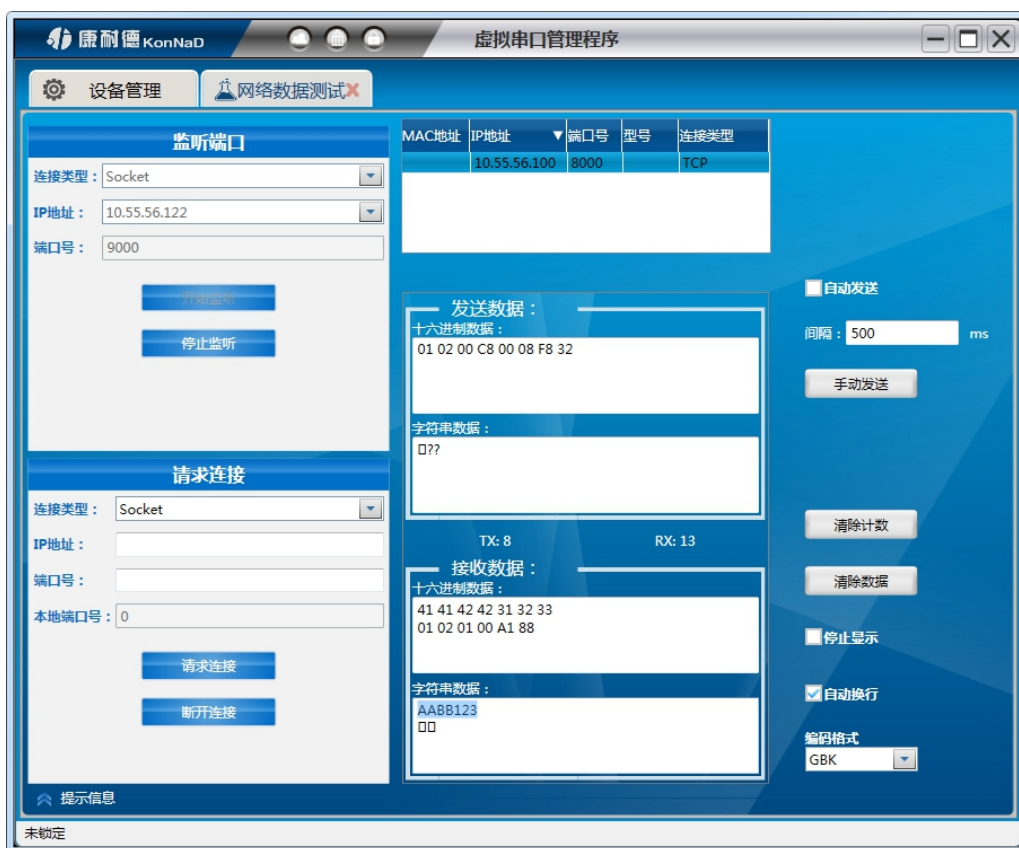 康耐德 KonNaD
虚拟串口管理程序
设备管理
网络数据测试
监听端口
连接类型： Socket
IP地址： 10.55.56.122
端口号： 9000
开始监听
停止监听
请求连接
连接类型： Socket
IP地址：
端口号：
本地端口号： 0
请求连接
断开连接
MAC地址 IP地址 端口号 型号 连接类型
10.55.56.100 8000 TCP
发送数据：
十六进制数据：
01 02 00 C8 00 08 F8 32
字符串数据：
□??
TX: 8 RX: 13
接收数据：
十六进制数据：
41 41 42 42 31 32 33
01 02 01 00 A1 88
字符串数据：
AABB123
□□
自动发送
间隔： 500 ms
手动发送
清除计数
清除数据
停止显示
自动换行
编码格式
GBK
提示信息
未锁定